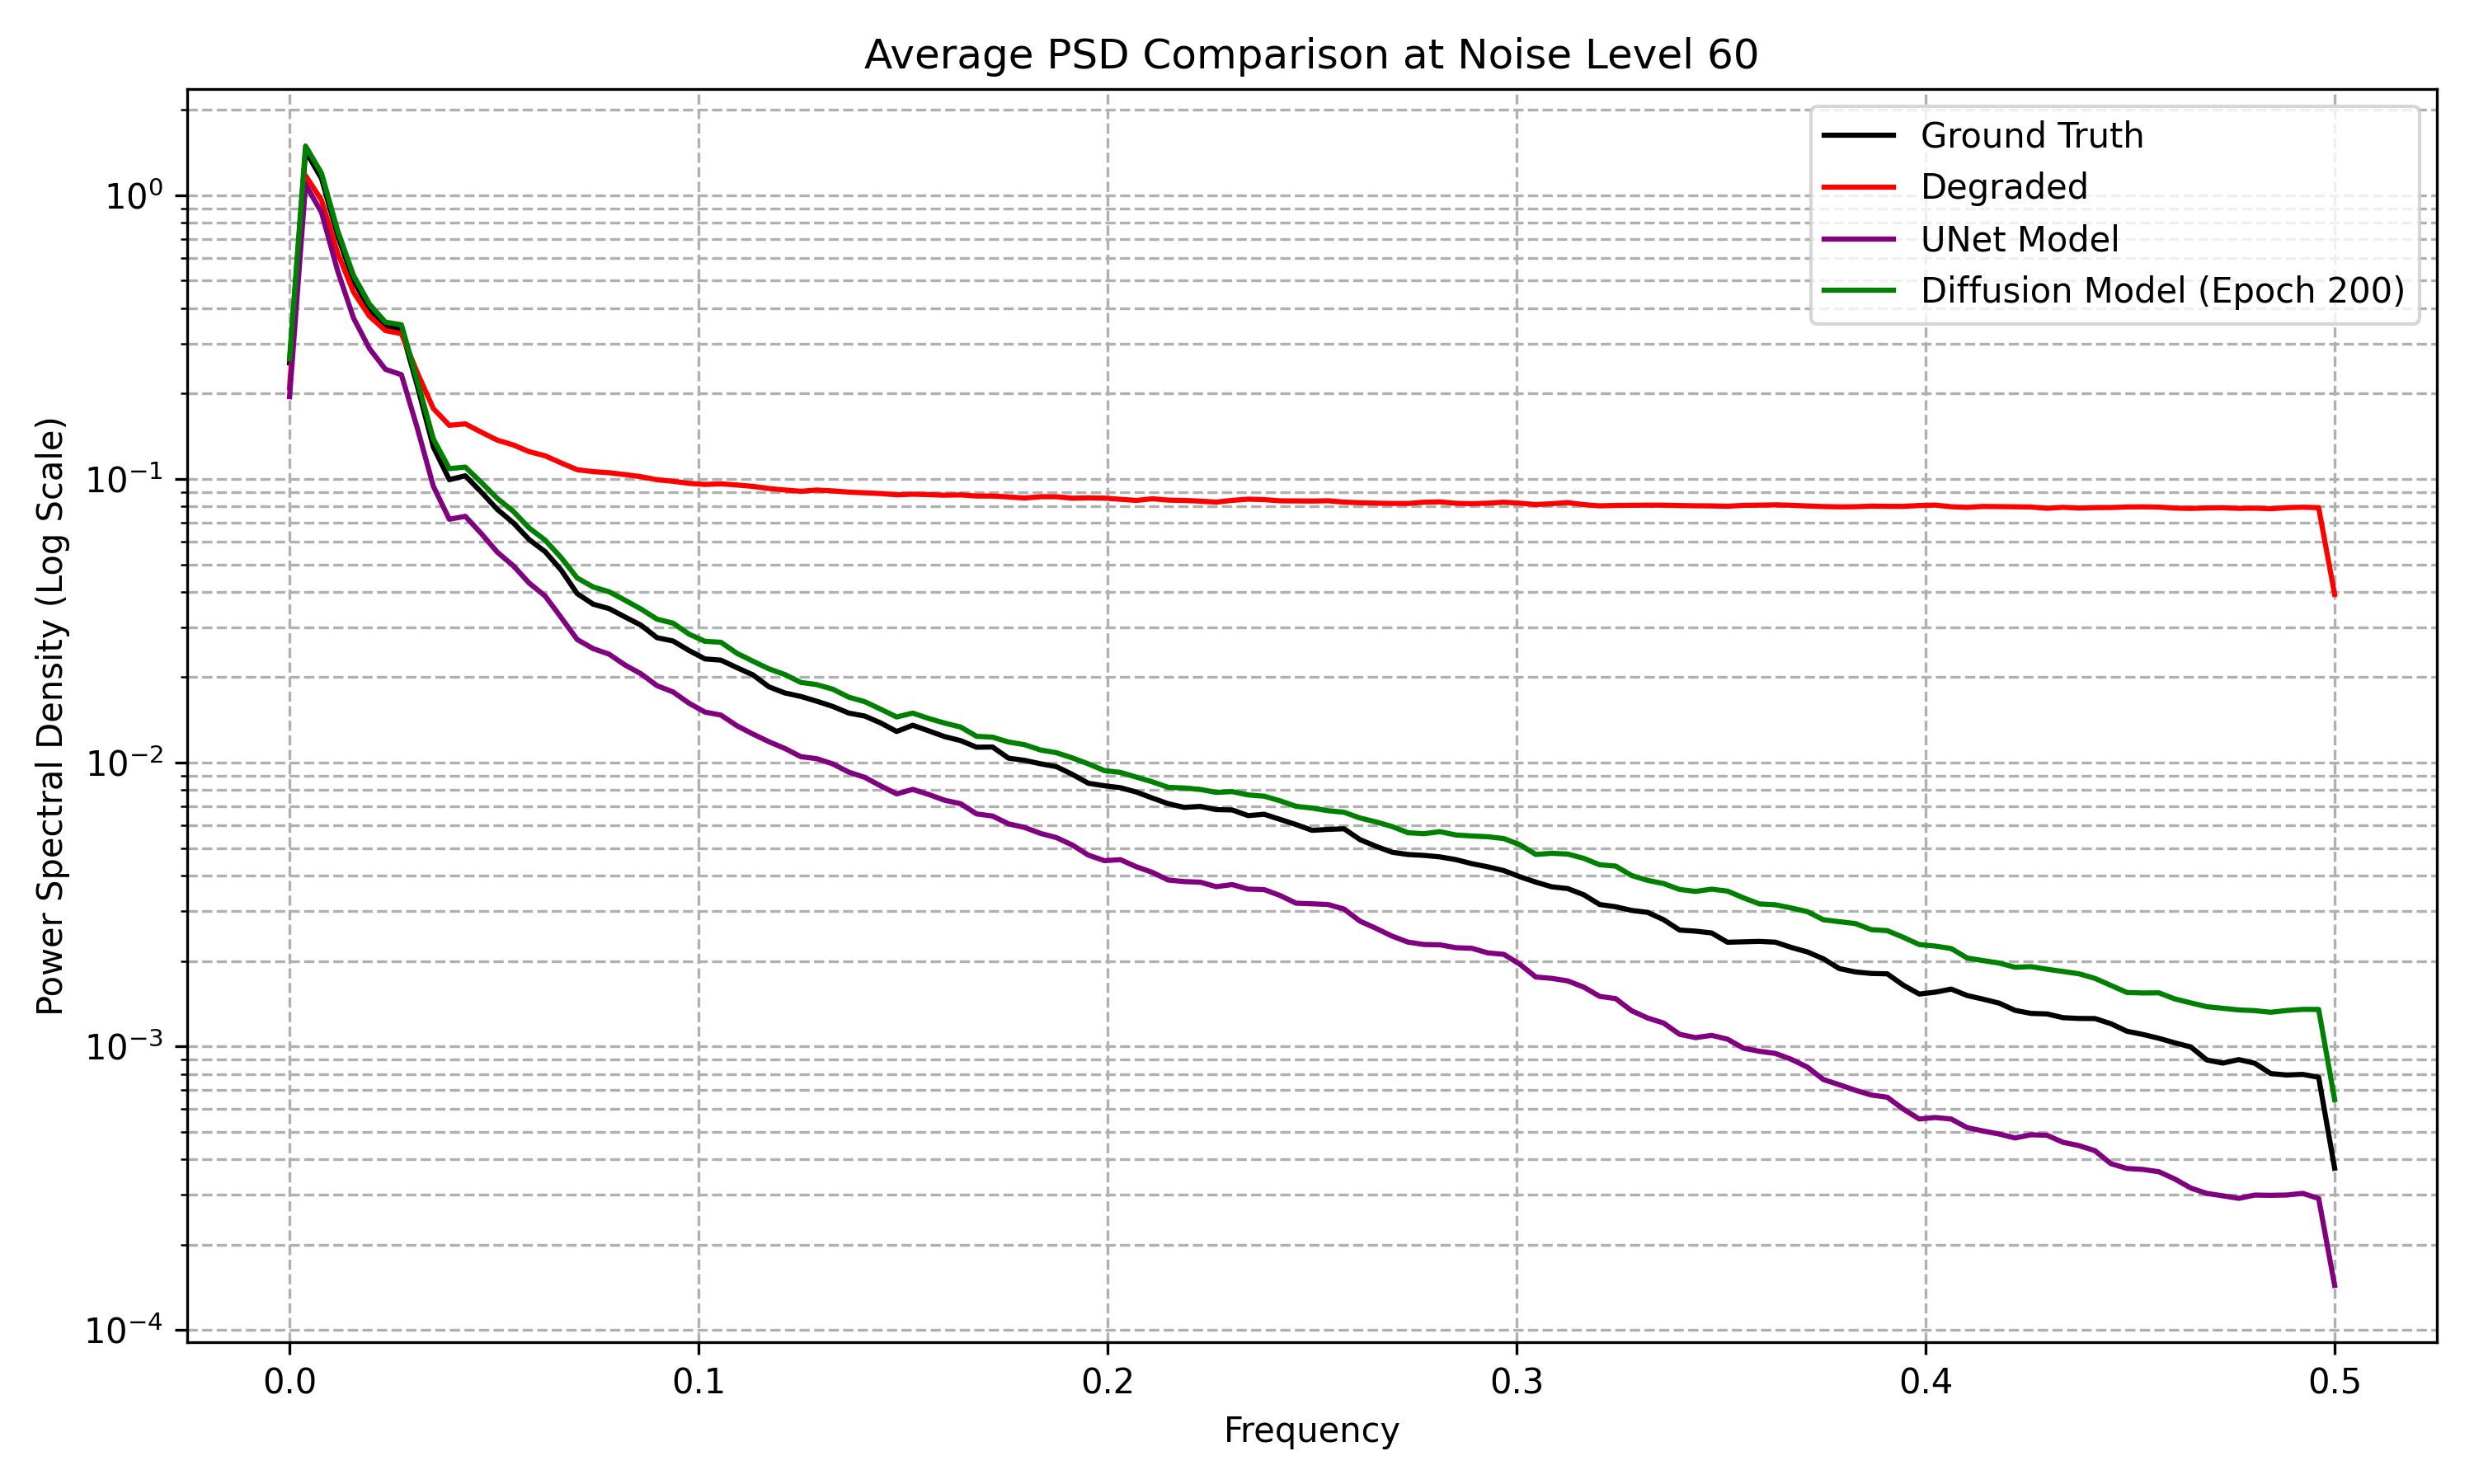 Average PSD Comparison at Noise Level 60
Ground Truth
Degraded
UNet Model
Diffusion Model (Epoch 200)
Power Spectral Density (Log Scale)
10⁰
10⁻¹
10⁻²
10⁻³
10⁻⁴
0.0 0.1 0.2 0.3 0.4 0.5
Frequency